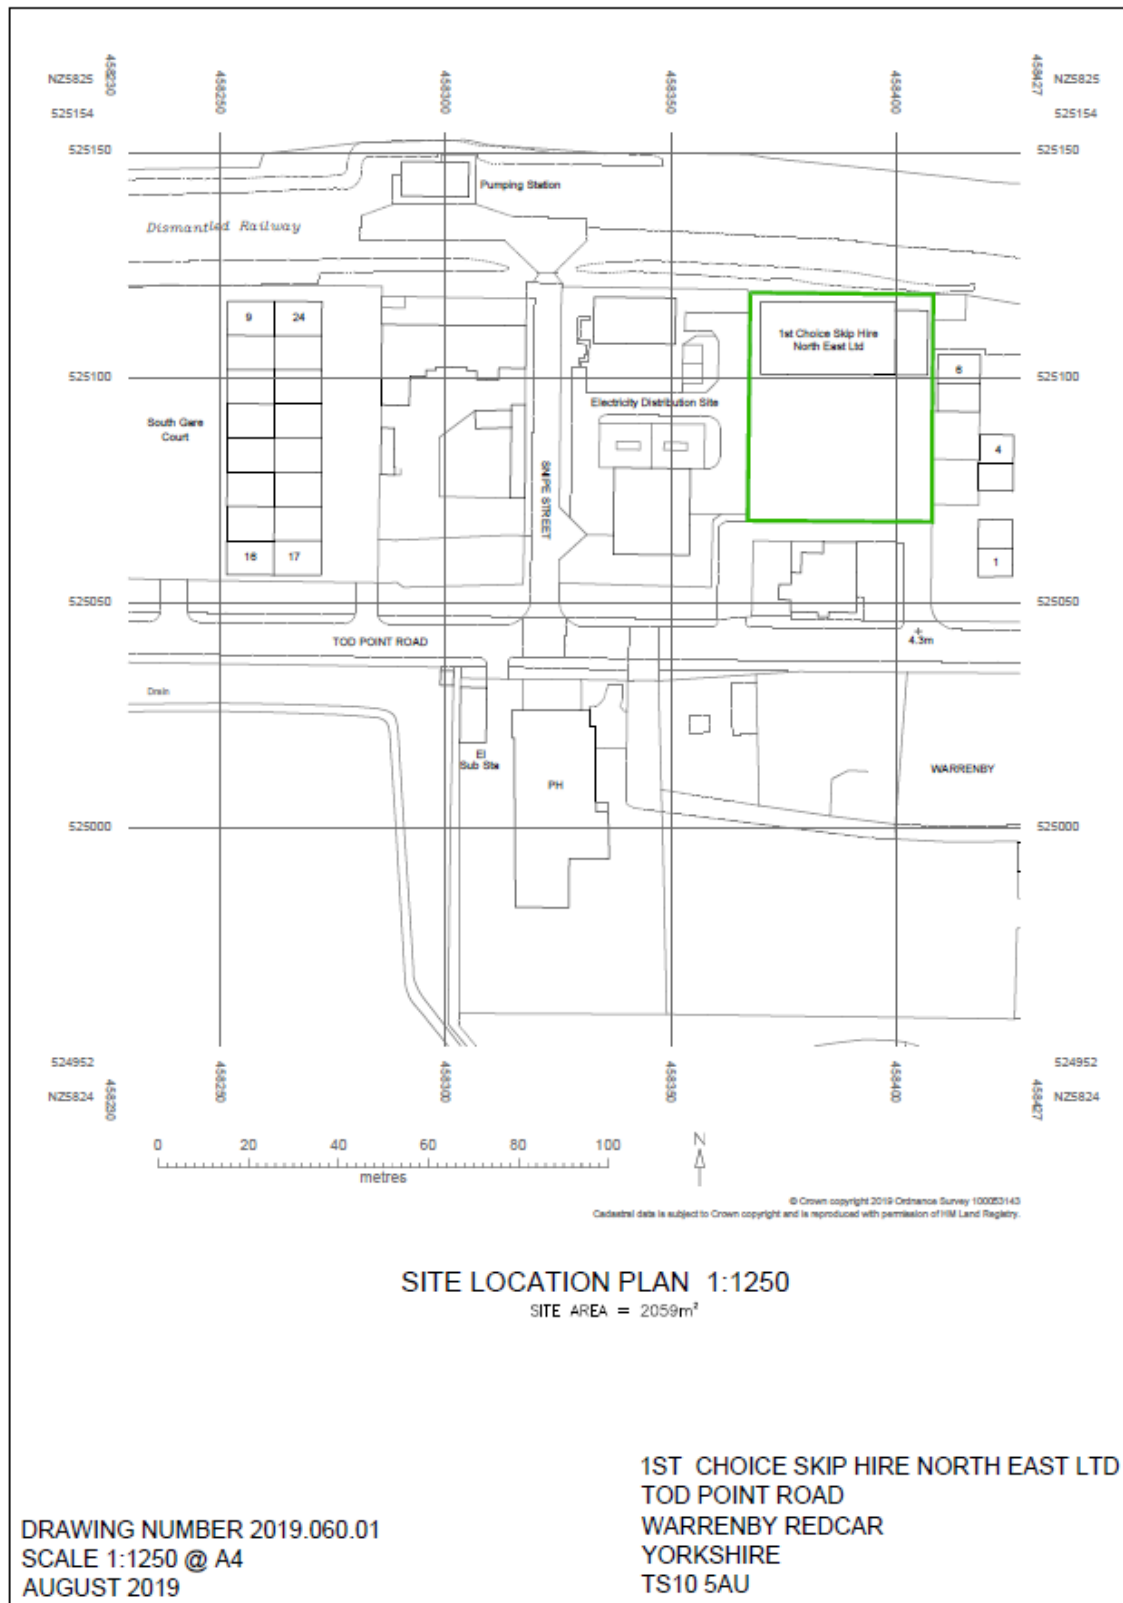 458230
458250
458300
458350
458400
458427
NZ5825
NZ5825
525154
525154
525150
525150
Pumping Station
Dismantled Railway
9
24
1st Choice Skip Hire
North East Ltd
525100
525100
6
Electricity Distribution Site
South Gare
Court
4
SNIPE STREET
16
17
1
525050
525050
TOD POINT ROAD
4.3m
Drain
El
Sub Sta
PH
WARRENBY
525000
525000
524952
524952
NZ5824
NZ5824
458230
458250
458300
458350
458400
458427
0 20 40 60 80 100
metres
N
© Crown copyright 2019 Ordnance Survey 100053143
Cadastral data is subject to Crown copyright and is reproduced with permission of HM Land Registry.
SITE LOCATION PLAN 1:1250
SITE AREA = 2059m²
1ST CHOICE SKIP HIRE NORTH EAST LTD
TOD POINT ROAD
WARRENBY REDCAR
YORKSHIRE
TS10 5AU
DRAWING NUMBER 2019.060.01
SCALE 1:1250 @ A4
AUGUST 2019